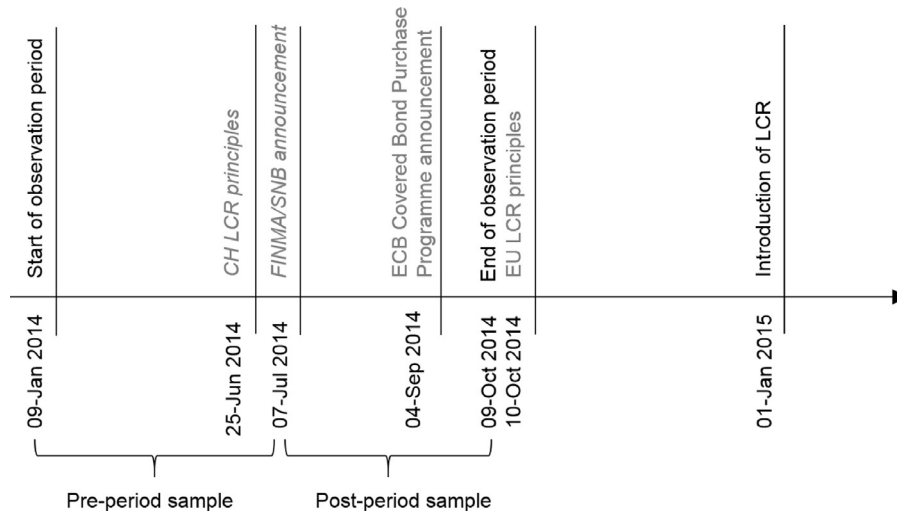 Start of observation period
CH LCR principles
FINMA/SNB announcement
ECB Covered Bond Purchase
Programme announcement
End of observation period
EU LCR principles
Introduction of LCR
09-Jan 2014
25-Jun 2014
07-Jul 2014
04-Sep 2014
09-Oct 2014
10-Oct 2014
01-Jan 2015
Pre-period sample
Post-period sample